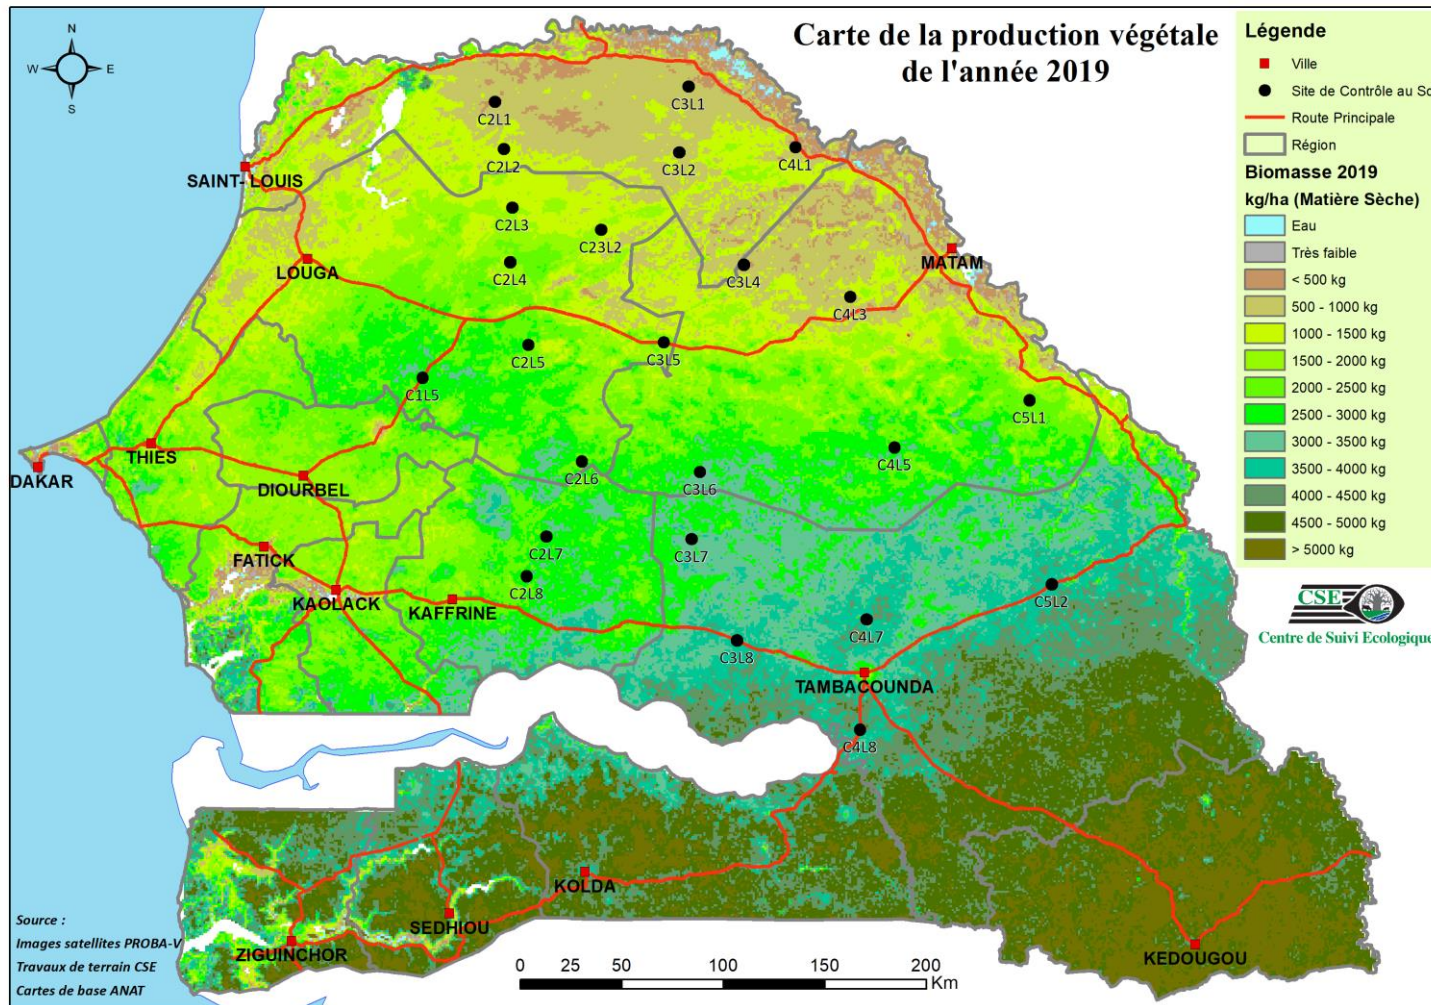 Carte de la production végétale
de l'année 2019
N
W
E
S
Légende
Ville
Site de Contrôle au So
Route Principale
Région
Biomasse 2019
kg/ha (Matière Sèche)
Eau
Très faible
< 500 kg
500 - 1000 kg
1000 - 1500 kg
1500 - 2000 kg
2000 - 2500 kg
2500 - 3000 kg
3000 - 3500 kg
3500 - 4000 kg
4000 - 4500 kg
4500 - 5000 kg
> 5000 kg
CSE
Centre de Suivi Ecologique
C2L1
C3L1
C2L2
C3L2
C4L1
SAINT- LOUIS
C2L3
C23L2
LOUGA
C2L4
C3L4
MATAM
C4L3
C2L5
C3L5
C1L5
C5L1
THIES
C2L6
C3L6
C4L5
DAKAR
DIOURBEL
C2L7
C3L7
FATICK
C2L8
KAOLACK
KAFFRINE
C5L2
C4L7
C3L8
TAMBACOUNDA
C4L8
KOLDA
SEDHIOU
ZIGUINCHOR
KEDOUGOU
Source :
Images satellites PROBA-V
Travaux de terrain CSE
Cartes de base ANAT
0 25 50 100 150 200
Km